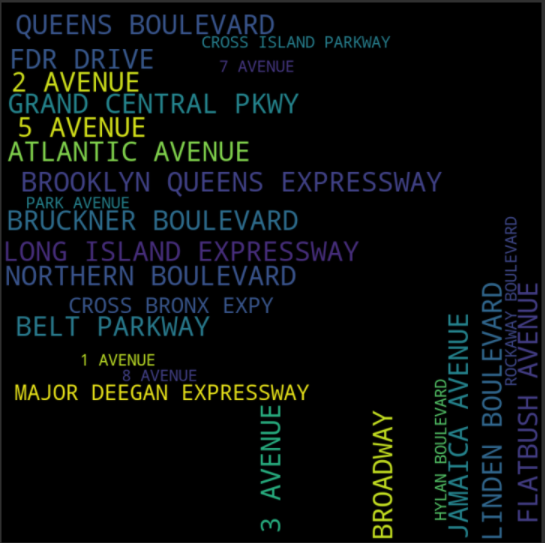 QUEENS BOULEVARD
CROSS ISLAND PARKWAY
FDR DRIVE
7 AVENUE
2 AVENUE
GRAND CENTRAL PKWY
5 AVENUE
ATLANTIC AVENUE
BROOKLYN QUEENS EXPRESSWAY
PARK AVENUE
BRUCKNER BOULEVARD
LONG ISLAND EXPRESSWAY
NORTHERN BOULEVARD
CROSS BRONX EXPY
BELT PARKWAY
1 AVENUE
8 AVENUE
MAJOR DEEGAN EXPRESSWAY
3 AVENUE
BROADWAY
HYLAN BOULEVARD
JAMAICA AVENUE
LINDEN BOULEVARD
ROCKAWAY BOULEVARD
FLATBUSH AVENUE